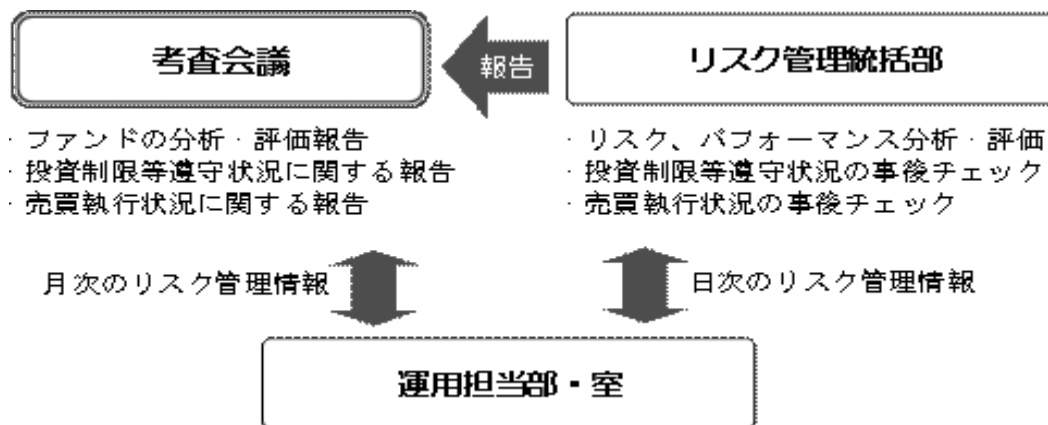 考査会議
報告
リスク管理統括部
· ファンドの分析・評価報告
· 投資制限等遵守状況に関する報告
· 売買執行状況に関する報告
· リスク、パフォーマンス分析・評価
· 投資制限等遵守状況の事後チェック
· 売買執行状況の事後チェック
月次のリスク管理情報
日次のリスク管理情報
運用担当部・室